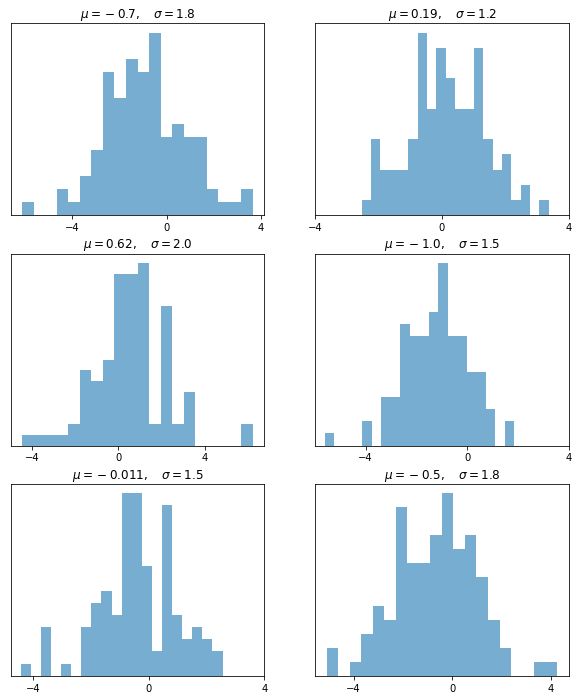 μ = −0.7, σ = 1.8
μ = 0.19, σ = 1.2
−4 0 4
−4 0 4
μ = 0.62, σ = 2.0
μ = −1.0, σ = 1.5
−4 0 4
−4 0 4
μ = −0.011, σ = 1.5
μ = −0.5, σ = 1.8
−4 0 4
−4 0 4